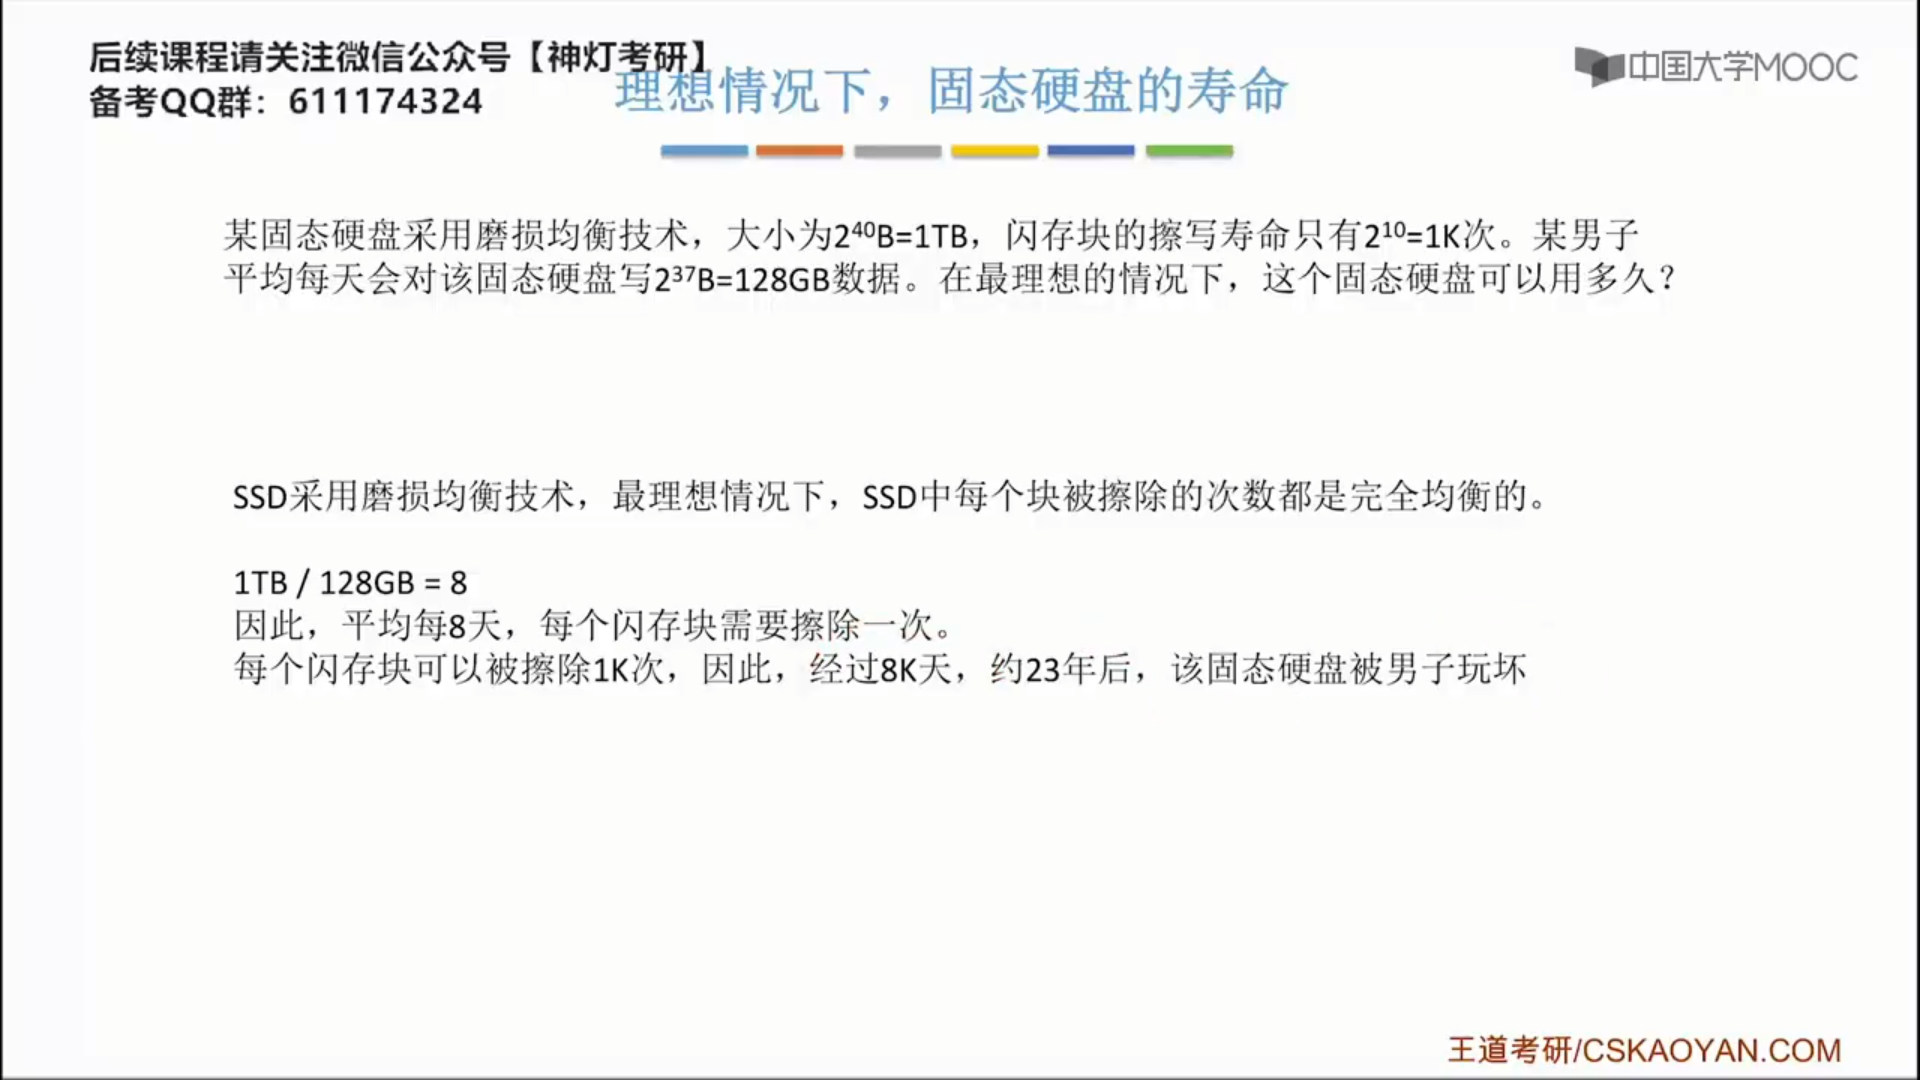 后续课程请关注微信公众号【神灯考研】
备考QQ群：611174324
理想情况下，固态硬盘的寿命
中国大学MOOC
某固态硬盘采用磨损均衡技术，大小为2⁴⁰B=1TB，闪存块的擦写寿命只有2¹⁰=1K次。某男子
平均每天会对该固态硬盘写2³⁷B=128GB数据。在最理想的情况下，这个固态硬盘可以用多久？
SSD采用磨损均衡技术，最理想情况下，SSD中每个块被擦除的次数都是完全均衡的。
1TB / 128GB = 8
因此，平均每8天，每个闪存块需要擦除一次。
每个闪存块可以被擦除1K次，因此，经过8K天，约23年后，该固态硬盘被男子玩坏
王道考研/CSKAOYAN.COM